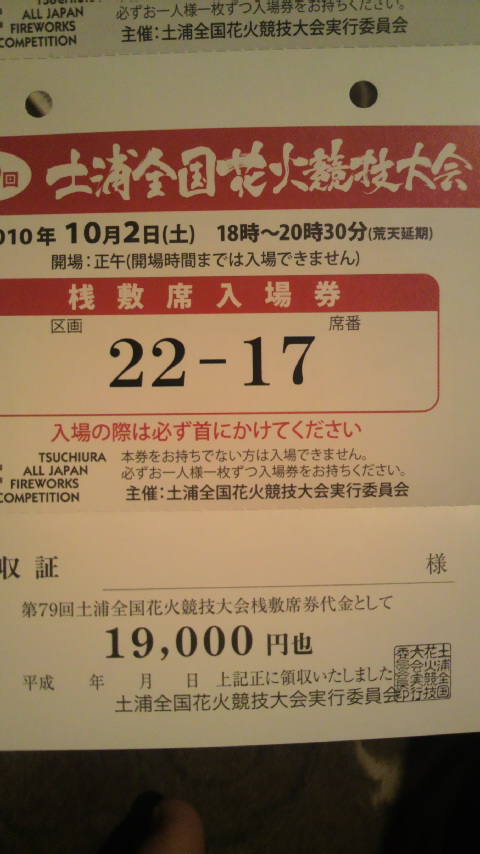 TSUCHIURA
ALL JAPAN
FIREWORKS
COMPETITION
必ずお一人様一枚ずつ入場券をお持ちください。
主催：土浦全国花火競技大会実行委員会
回 土浦全国花火競技大会
010年 10月2日(土) 18時〜20時30分(荒天延期)
開場：正午(開場時間までは入場できません)
桟敷席入場券
区画 席番
22-17
入場の際は必ず首にかけてください
TSUCHIURA
ALL JAPAN
FIREWORKS
COMPETITION
本券をお持ちでない方は入場できません。
必ずお一人様一枚ずつ入場券をお持ちください。
主催：土浦全国花火競技大会実行委員会
収証 様
第79回土浦全国花火競技大会桟敷席券代金として
19,000円也
平成 年 月 日 上記正に領収いたしました
土浦全国花火競技大会実行委員会